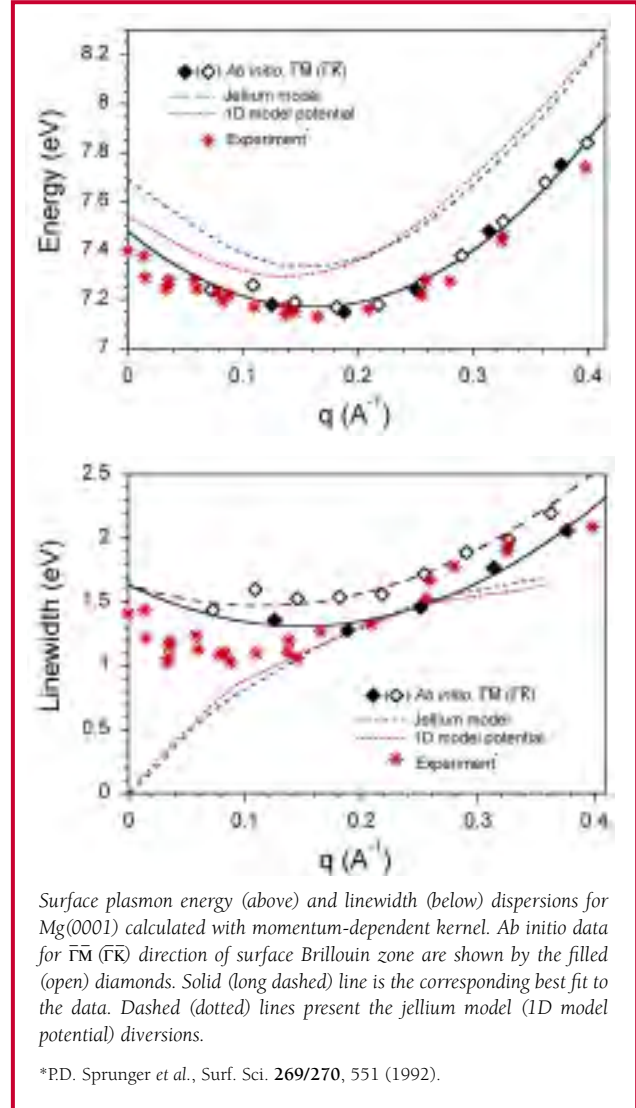 8.2
8
7.8
7.6
7.4
7.2
7
Energy (eV)
◆(◇) Ab initio, Γ̅M̅ (Γ̅K̅)
Jellium model
1D model potential
Experiment*
0 0.1 0.2 0.3 0.4
q (A⁻¹)
2.5
2
1.5
1
0.5
0
Linewidth (eV)
◆(◇) Ab initio, Γ̅M̅ (Γ̅K̅)
Jellium model
1D model potential
Experiment*
0 0.1 0.2 0.3 0.4
q (A⁻¹)
Surface plasmon energy (above) and linewidth (below) dispersions for
Mg(0001) calculated with momentum-dependent kernel. Ab initio data
for Γ̅M̅ (Γ̅K̅) direction of surface Brillouin zone are shown by the filled
(open) diamonds. Solid (long dashed) line is the corresponding best fit to
the data. Dashed (dotted) lines present the jellium model (1D model
potential) diversions.
*P.D. Sprunger et al., Surf. Sci. 269/270, 551 (1992).